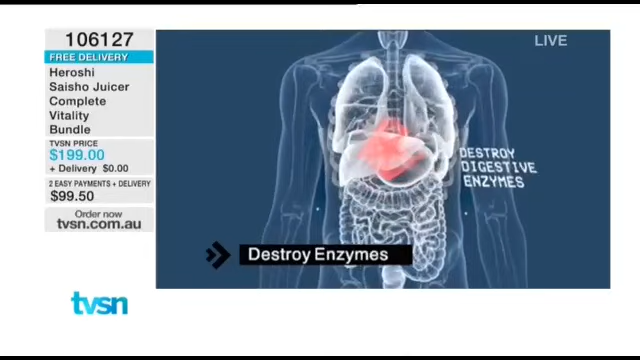 106127
FREE DELIVERY
Heroshi
Saisho Juicer
Complete
Vitality
Bundle
TVSN PRICE
$199.00
+ Delivery $0.00
2 EASY PAYMENTS + DELIVERY
$99.50
Order now
tvsn.com.au
tvsn
LIVE
DESTROY
DIGESTIVE
ENZYMES
Destroy Enzymes